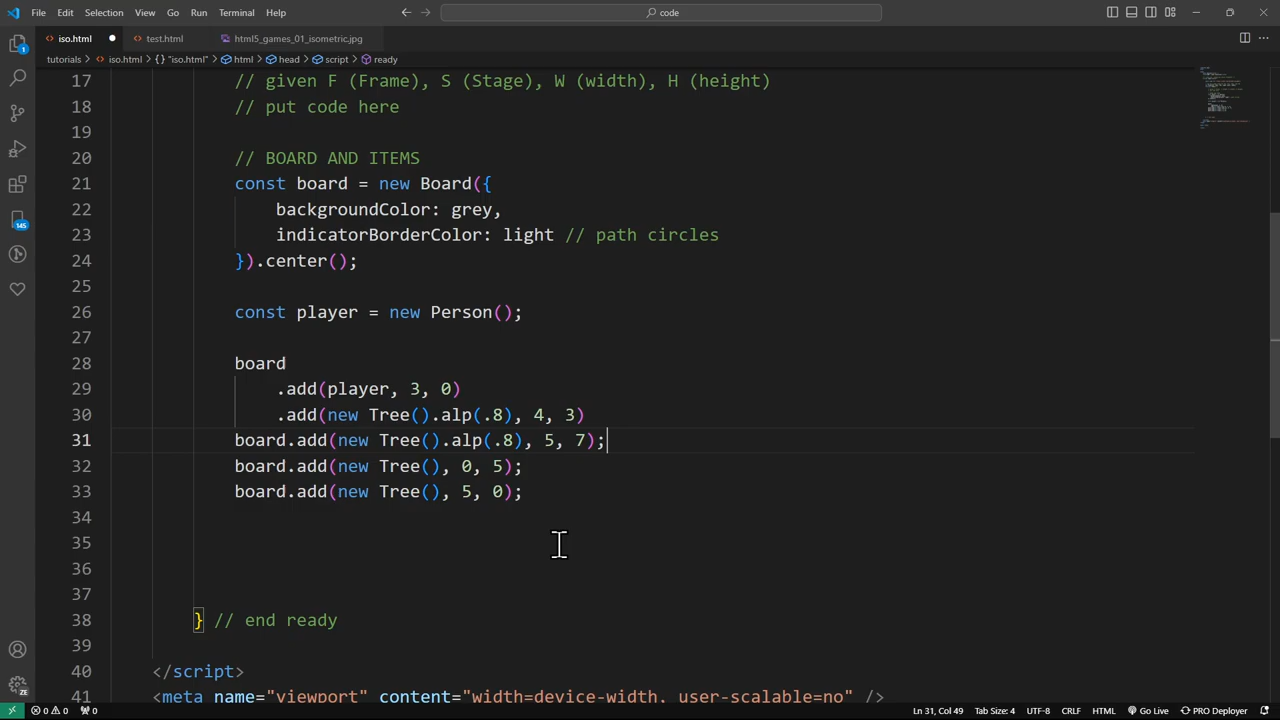 File Edit Selection View Go Run Terminal Help
code
iso.html
test.html
html5_games_01_isometric.jpg
tutorials > iso.html > {} "iso.html" > html > head > script > ready
17 // given F (Frame), S (Stage), W (width), H (height)
18 // put code here
19
20 // BOARD AND ITEMS
21 const board = new Board({
22 backgroundColor: grey,
23 indicatorBorderColor: light // path circles
24 }).center();
25
26 const player = new Person();
27
28 board
29 .add(player, 3, 0)
30 .add(new Tree().alp(.8), 4, 3)
31 board.add(new Tree().alp(.8), 5, 7);
32 board.add(new Tree(), 0, 5);
33 board.add(new Tree(), 5, 0);
34
35
36
37
38 } // end ready
39
40 </script>
41 <meta name="viewport" content="width=device-width, user-scalable=no" />
1
145
ZE
0 0 0 Ln 31, Col 49 Tab Size: 4 UTF-8 CRLF HTML Go Live PRO Deployer